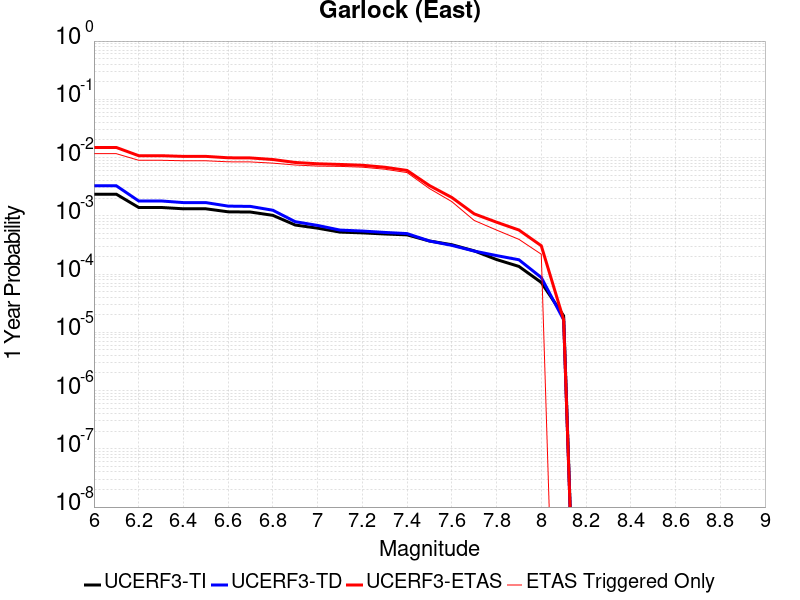 Garlock (East)
1 Year Probability
10^0
10^-1
10^-2
10^-3
10^-4
10^-5
10^-6
10^-7
10^-8
6 6.2 6.4 6.6 6.8 7 7.2 7.4 7.6 7.8 8 8.2 8.4 8.6 8.8 9
Magnitude
UCERF3-TI UCERF3-TD UCERF3-ETAS ETAS Triggered Only